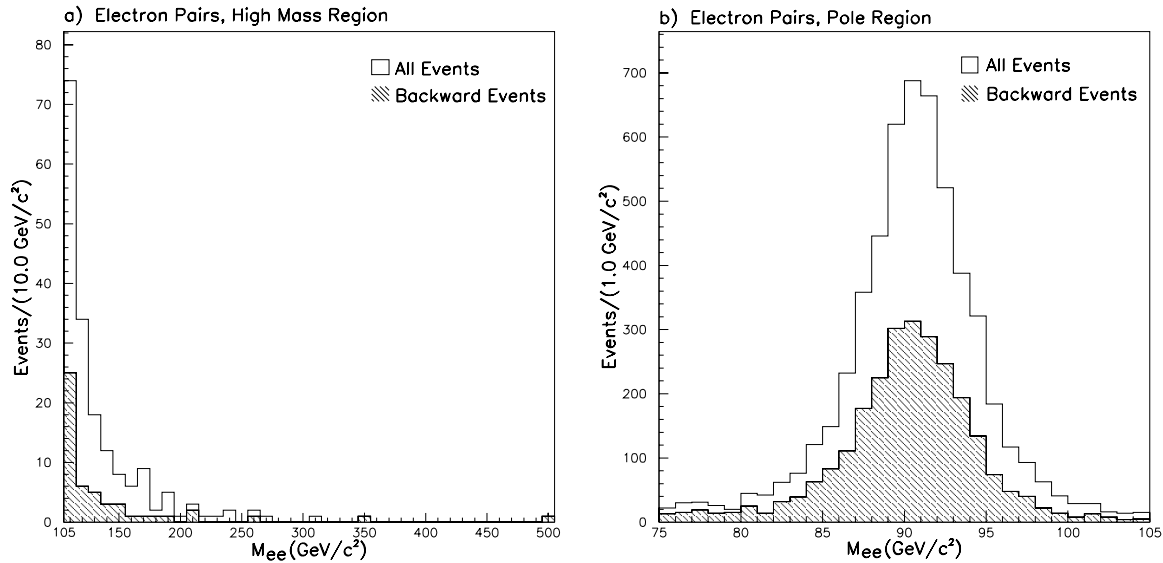 a) Electron Pairs, High Mass Region
All Events
Backward Events
Events/(10.0 GeV/c²)
80
70
60
50
40
30
20
10
0
105 150 200 250 300 350 400 450 500
Mee(GeV/c²)
b) Electron Pairs, Pole Region
All Events
Backward Events
Events/(1.0 GeV/c²)
700
600
500
400
300
200
100
0
75 80 85 90 95 100 105
Mee(GeV/c²)